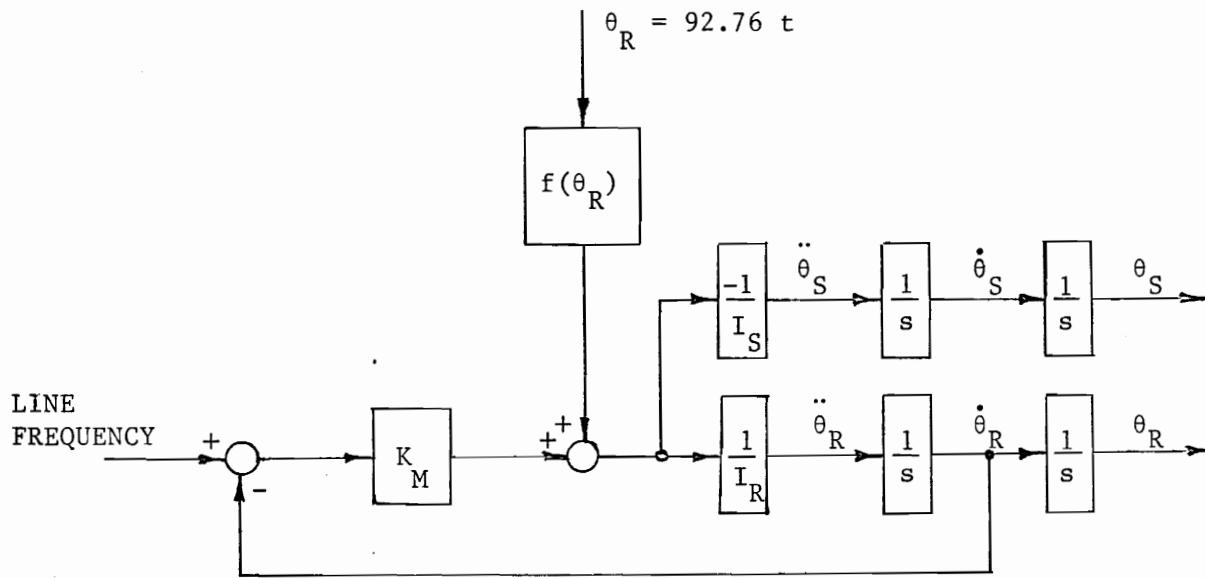 θ_R = 92.76 t
f(θ_R)
-1
I_S
θ̈_S
1
s
θ̇_S
1
s
θ_S
LINE
FREQUENCY
+
-
K_M
+
+
1
I_R
θ̈_R
1
s
θ̇_R
1
s
θ_R